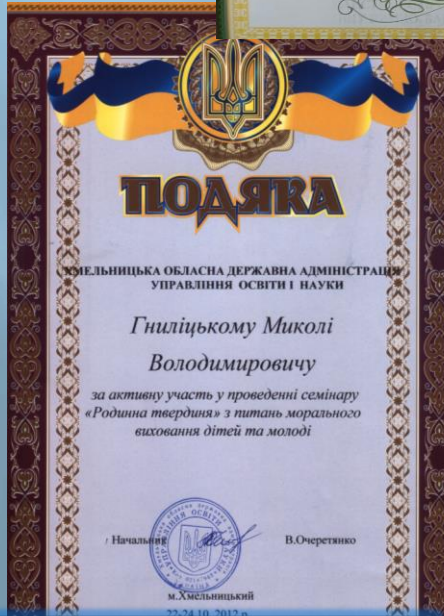 ПОДЯКА
ХМЕЛЬНИЦЬКА ОБЛАСНА ДЕРЖАВНА АДМІНІСТРАЦІЯ
УПРАВЛІННЯ ОСВІТИ І НАУКИ
Гниліцькому Миколі
Володимировичу
за активну участь у проведенні семінару
«Родинна твердиня» з питань морального
виховання дітей та молоді
Начальник В.Очеретянко
м.Хмельницький
22-24.10. 2012 р.